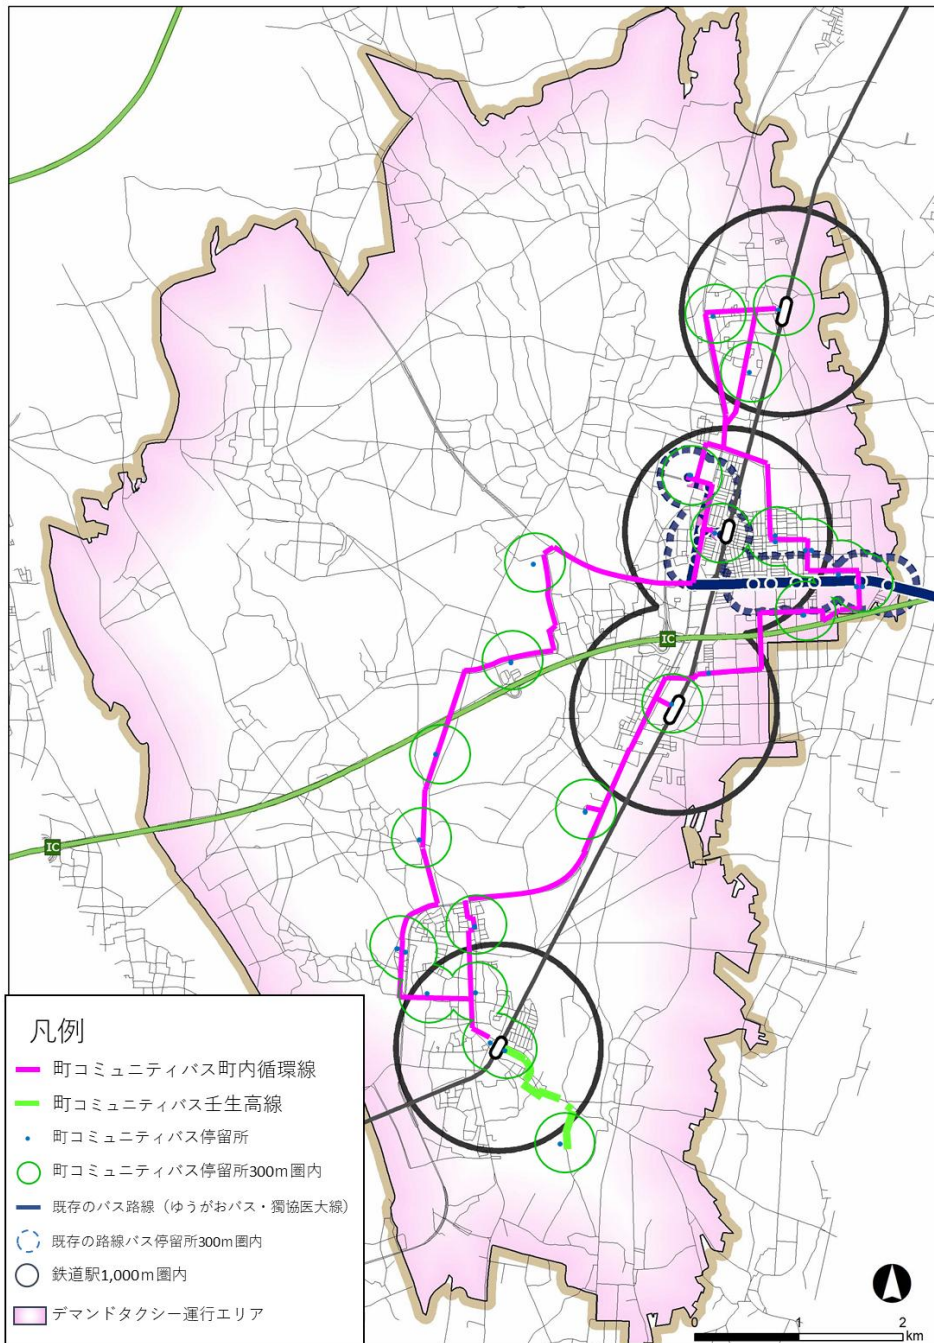 IC
IC
凡例
町コミュニティバス町内循環線
町コミュニティバス壬生高線
町コミュニティバス停留所
町コミュニティバス停留所300m圏内
既存のバス路線（ゆうがおバス・獨協医大線）
既存の路線バス停留所300m圏内
鉄道駅1,000m圏内
デマンドタクシー運行エリア
0 1 2
km